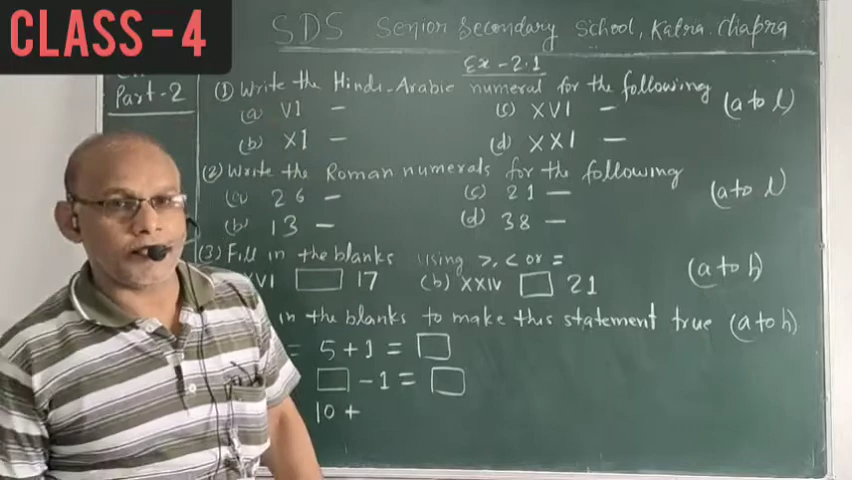 CLASS-4
SDS Senior Secondary School, Katra Chapra
Ex-2.1
Part-2
(1) Write the Hindi-Arabic numeral for the following (a to l)
(a) VI - (c) XVI -
(b) XI - (d) XXI -
(2) Write the Roman numerals for the following (a to l)
(a) 26 - (c) 21 -
(b) 13 - (d) 38 -
(3) Fill in the blanks using >, < or = (a to h)
XVI □ 17 (b) XXIV □ 21
in the blanks to make this statement true (a to h)
= 5+1 = □
□ -1 = □
10 +